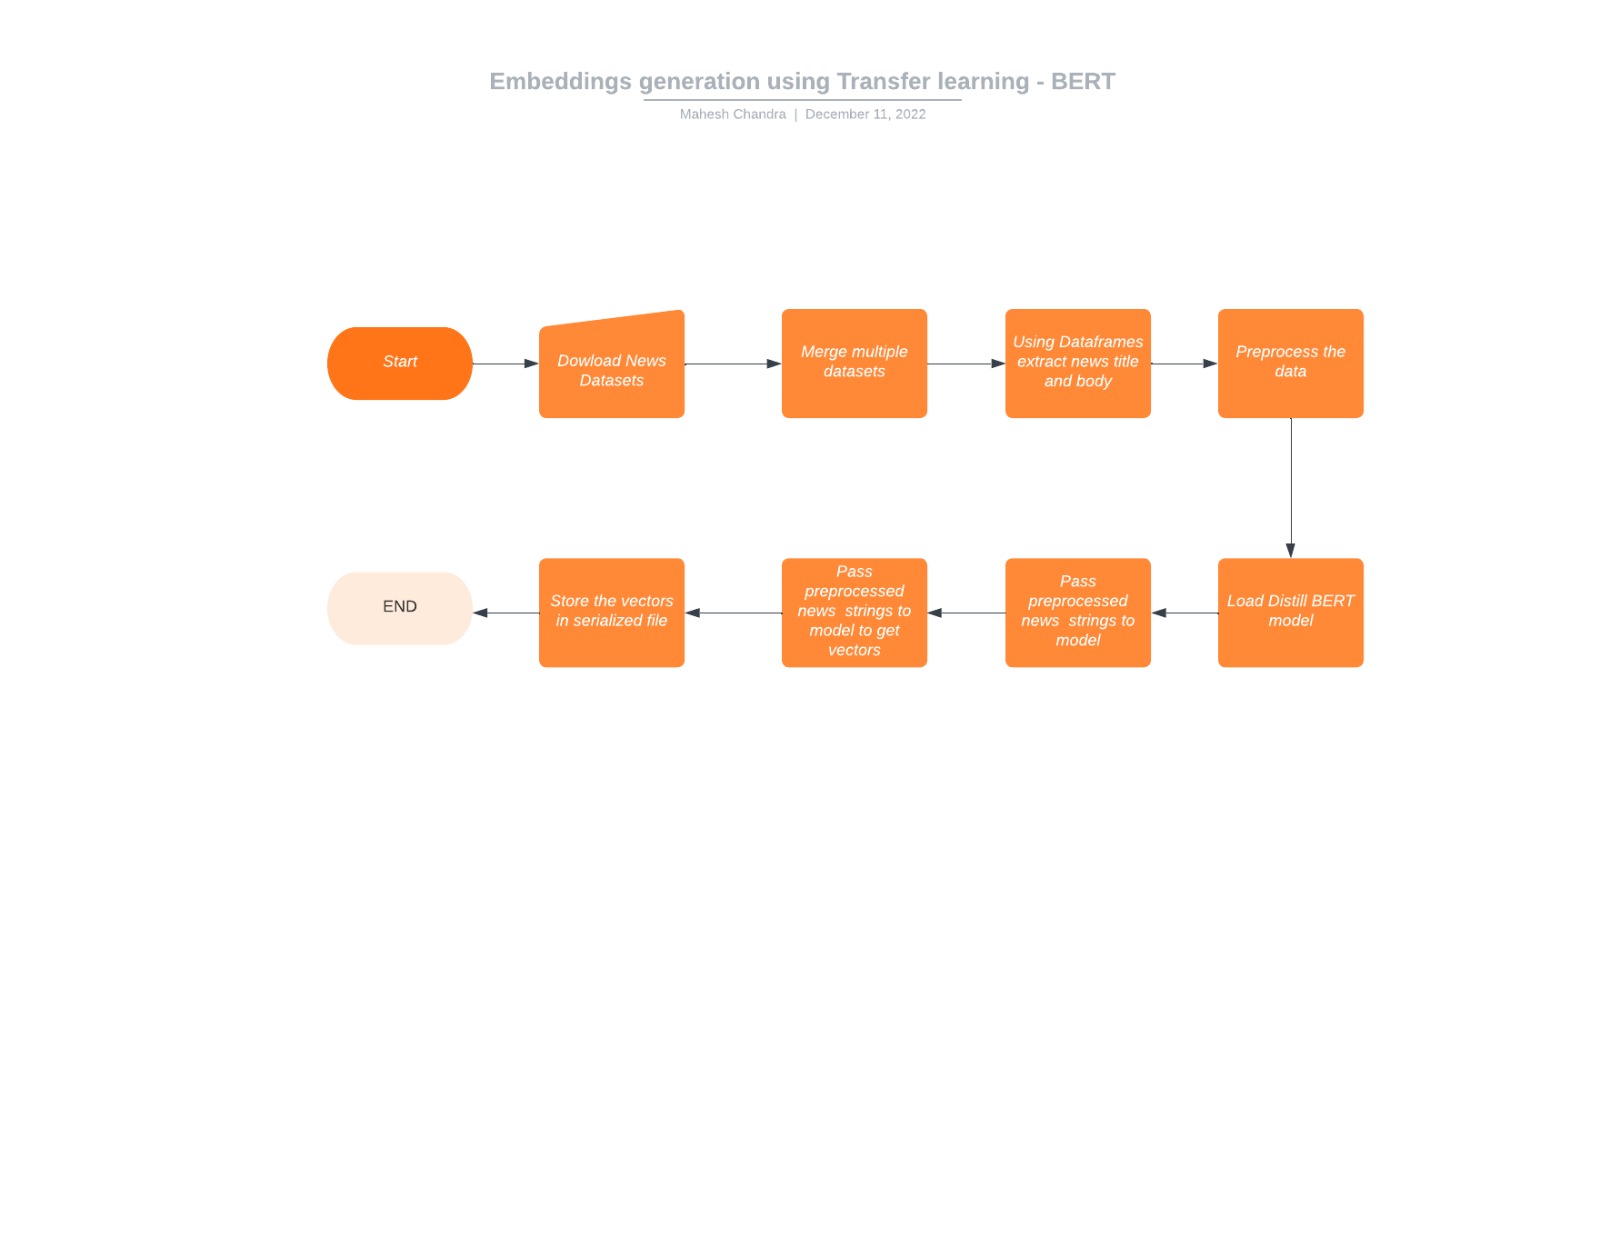 Embeddings generation using Transfer learning - BERT
Mahesh Chandra | December 11, 2022
Start
Dowload News
Datasets
Merge multiple
datasets
Using Dataframes
extract news title
and body
Preprocess the
data
Load Distill BERT
model
Pass
preprocessed
news strings to
model
Pass
preprocessed
news strings to
model to get
vectors
Store the vectors
in serialized file
END